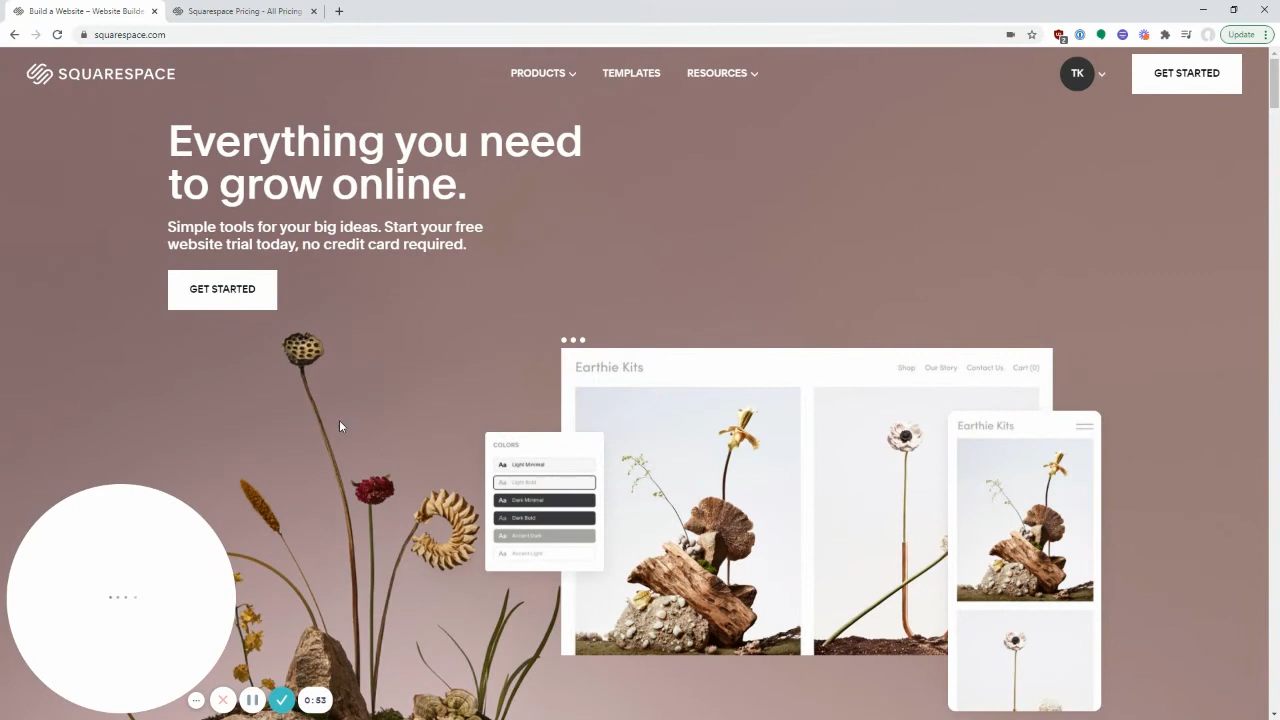 Build a Website – Website Builde
Squarespace Pricing - All Pricing
squarespace.com
2
Update
SQUARESPACE
PRODUCTS
TEMPLATES
RESOURCES
TK
GET STARTED
Everything you need
to grow online.
Simple tools for your big ideas. Start your free
website trial today, no credit card required.
GET STARTED
Earthie Kits
Shop
Our Story
Contact Us
Cart (0)
Earthie Kits
COLORS
Aa Light Minimal
Aa Light Bold
Aa Dark Minimal
Aa Dark Bold
Aa Accent Dark
Aa Accent Light
0:53